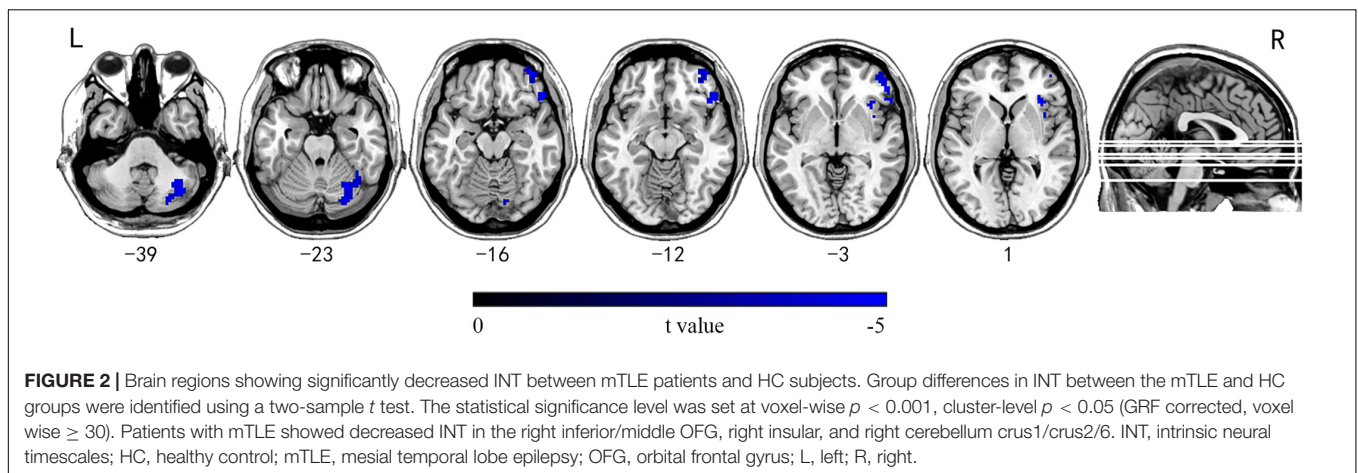 L
R
−39
−23
−16
−12
−3
1
0
t value
-5
FIGURE 2 | Brain regions showing significantly decreased INT between mTLE patients and HC subjects. Group differences in INT between the mTLE and HC
groups were identified using a two-sample t test. The statistical significance level was set at voxel-wise p < 0.001, cluster-level p < 0.05 (GRF corrected, voxel
wise ≥ 30). Patients with mTLE showed decreased INT in the right inferior/middle OFG, right insular, and right cerebellum crus1/crus2/6. INT, intrinsic neural
timescales; HC, healthy control; mTLE, mesial temporal lobe epilepsy; OFG, orbital frontal gyrus; L, left; R, right.